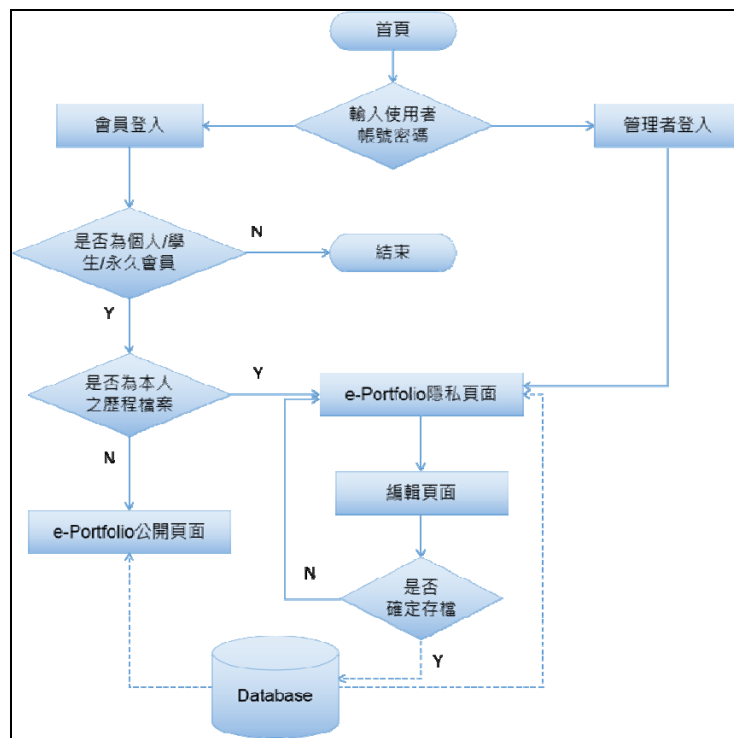 首頁
輸入使用者
帳號密碼
會員登入
管理者登入
是否為個人/學
生/永久會員
N
結束
Y
是否為本人
之歷程檔案
Y
e-Portfolio隱私頁面
N
編輯頁面
e-Portfolio公開頁面
N
是否
確定存檔
Y
Database